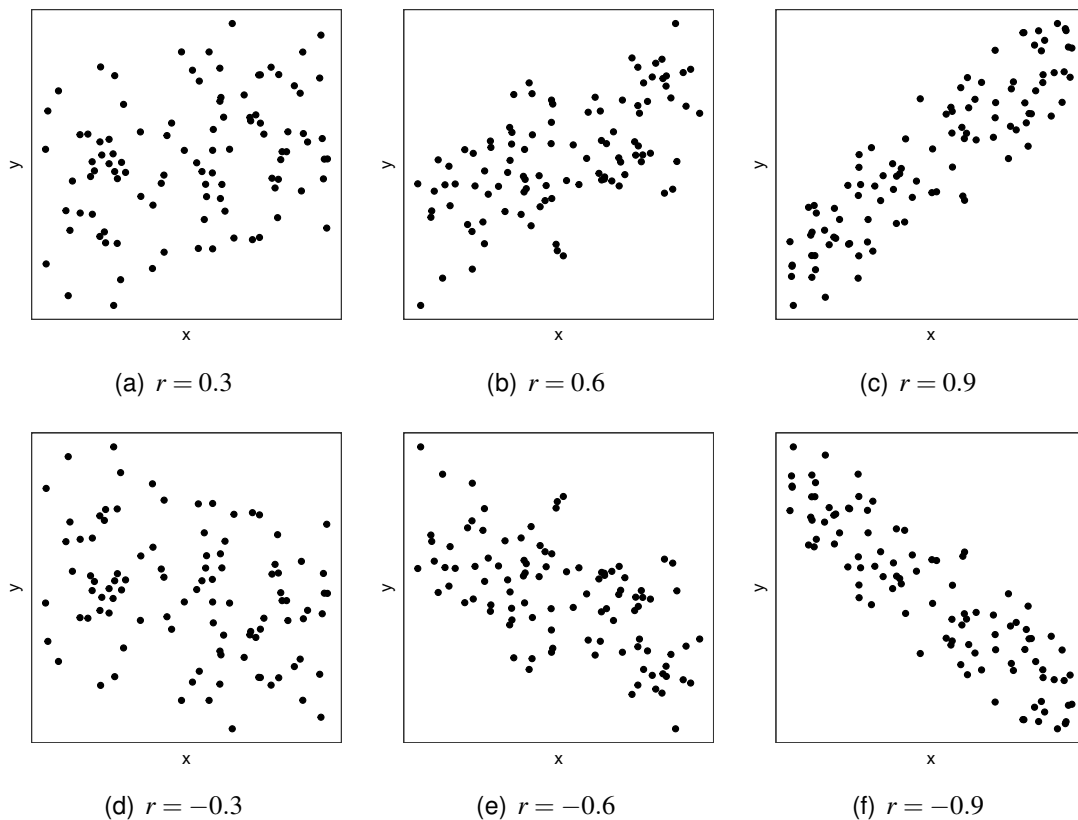 y
y
y
x
x
x
(a) r = 0.3
(b) r = 0.6
(c) r = 0.9
y
y
y
x
x
x
(d) r = −0.3
(e) r = −0.6
(f) r = −0.9